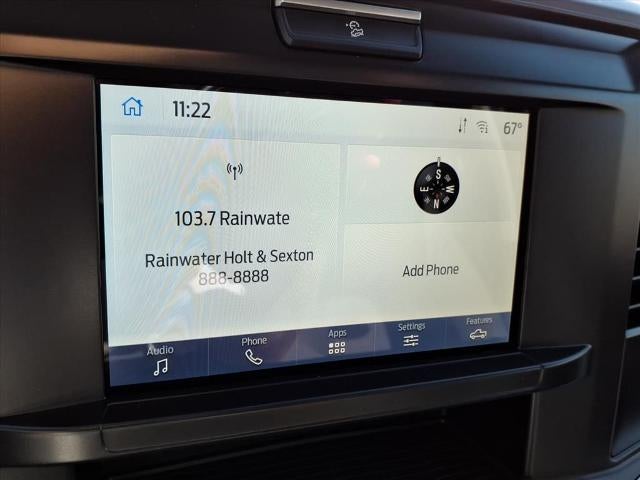 11:22
67°
103.7 Rainwate
Rainwater Holt & Sexton
888-8888
S
E W
N
Add Phone
Audio
Phone
Apps
Settings
Features